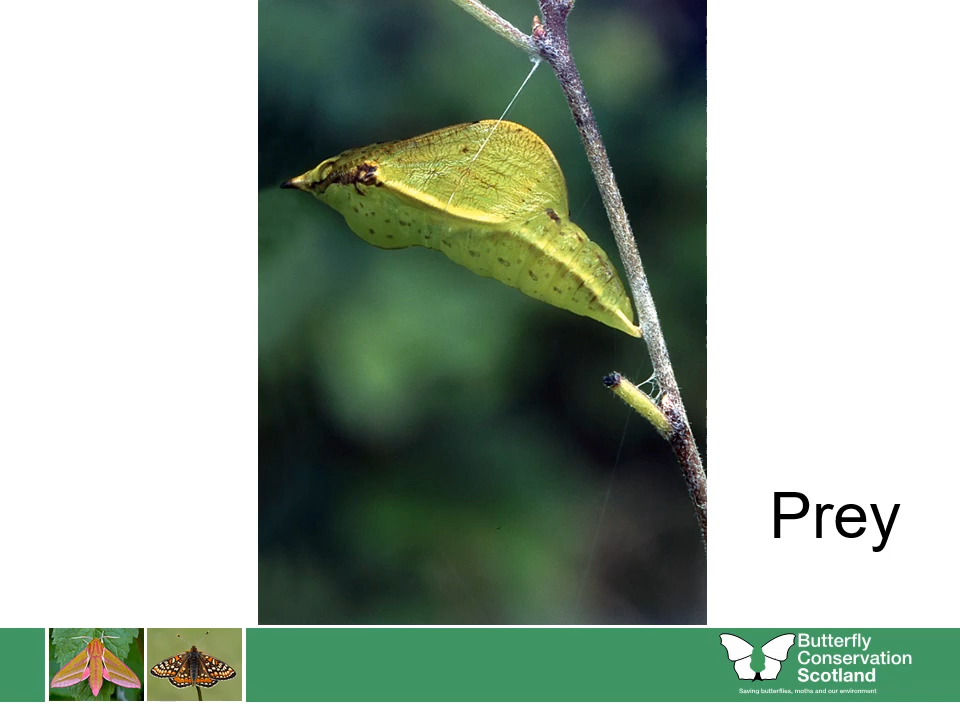 Prey
Butterfly
Conservation
Scotland
Saving butterflies, moths and our environment